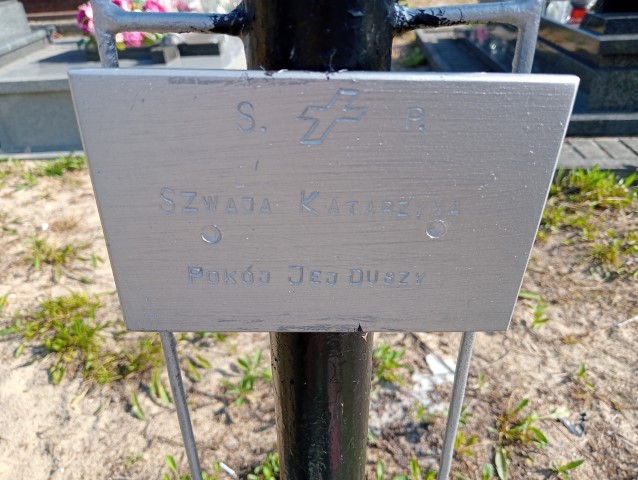 S. P.
SZWAJA KATARZYNA
POKÓJ JEJ DUSZY